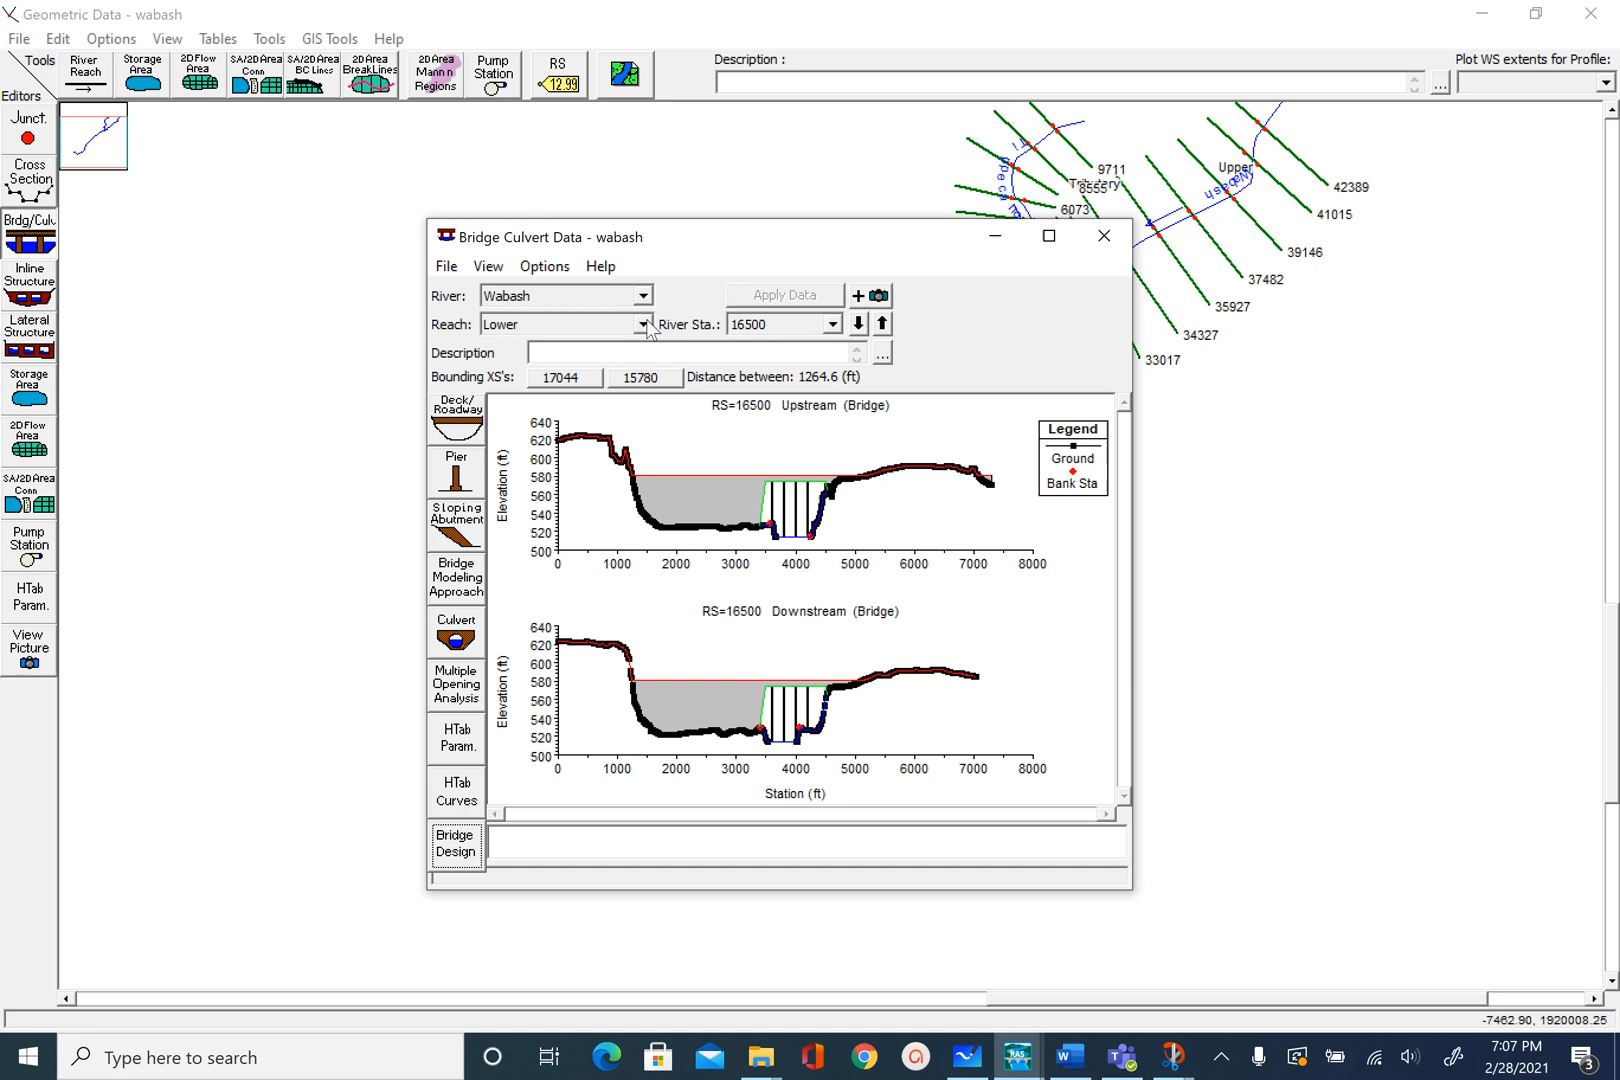 Geometric Data - wabash
File Edit Options View Tables Tools GIS Tools Help
Tools
Editors
River
Reach
Storage
Area
2D Flow
Area
SA/2D Area
Conn
SA/2D Area
BC Lines
2D Area
BreakLines
2D Area
Mann n
Regions
Pump
Station
RS
12.99
Description :
...
Plot WS extents for Profile:
Junct.
Cross
Section
Brdg/Culv
Inline
Structure
Lateral
Structure
Storage
Area
2D Flow
Area
SA/2D Area
Conn
Pump
Station
HTab
Param.
View
Picture
9711
Tributary
8555
6073
Upper
Wabash
42389
41015
39146
37482
35927
34327
33017
Bridge Culvert Data - wabash
File View Options Help
River: Wabash Apply Data +
Reach: Lower River Sta.: 16500
Description ...
Bounding XS's: 17044 15780 Distance between: 1264.6 (ft)
Deck/
Roadway
Pier
Sloping
Abutment
Bridge
Modeling
Approach
Culvert
Multiple
Opening
Analysis
HTab
Param.
HTab
Curves
Bridge
Design
RS=16500 Upstream (Bridge)
Elevation (ft)
640
620
600
580
560
540
520
500
0 1000 2000 3000 4000 5000 6000 7000 8000
Legend
Ground
Bank Sta
RS=16500 Downstream (Bridge)
Elevation (ft)
640
620
600
580
560
540
520
500
0 1000 2000 3000 4000 5000 6000 7000 8000
Station (ft)
-7462.90, 1920008.25
Type here to search
RAS
7:07 PM
2/28/2021
3